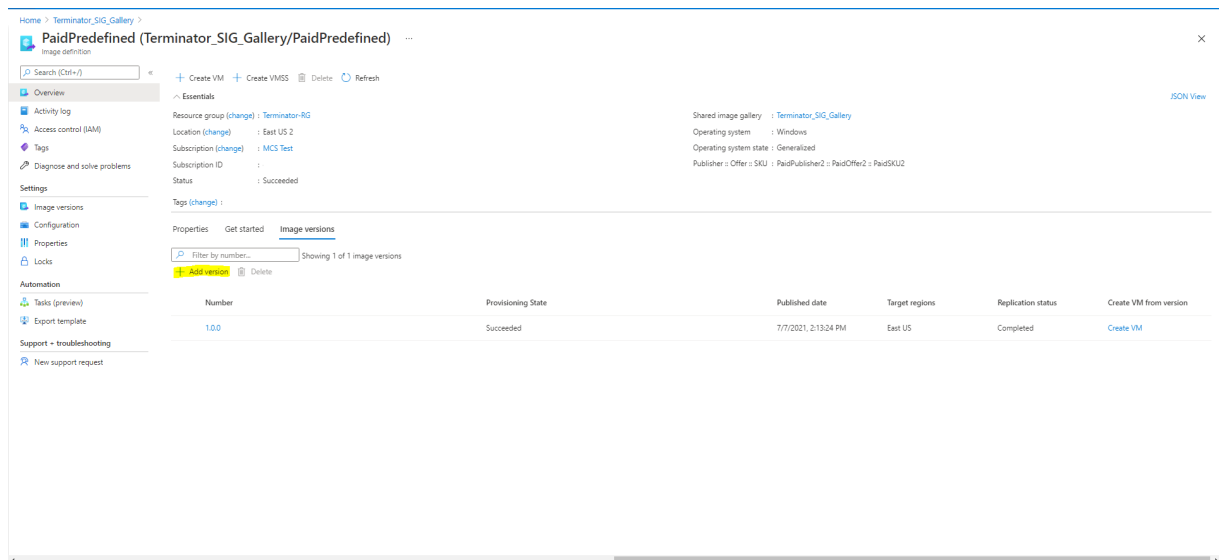 Home > Terminator_SIG_Gallery >
PaidPredefined (Terminator_SIG_Gallery/PaidPredefined) ...
Image definition
Search (Ctrl+/) «
+ Create VM + Create VMSS Delete Refresh
Overview
Activity log
Access control (IAM)
Tags
Diagnose and solve problems
Settings
Image versions
Configuration
Properties
Locks
Automation
Tasks (preview)
Export template
Support + troubleshooting
New support request
Essentials JSON View
Resource group (change) : Terminator-RG
Location (change) : East US 2
Subscription (change) : MCS Test
Subscription ID :
Status : Succeeded
Shared image gallery : Terminator_SIG_Gallery
Operating system : Windows
Operating system state : Generalized
Publisher :: Offer :: SKU : PaidPublisher2 :: PaidOffer2 :: PaidSKU2
Tags (change) :
Properties Get started Image versions
Filter by number... Showing 1 of 1 image versions
+ Add version Delete
Number Provisioning State Published date Target regions Replication status Create VM from version
1.0.0 Succeeded 7/7/2021, 2:13:24 PM East US Completed Create VM